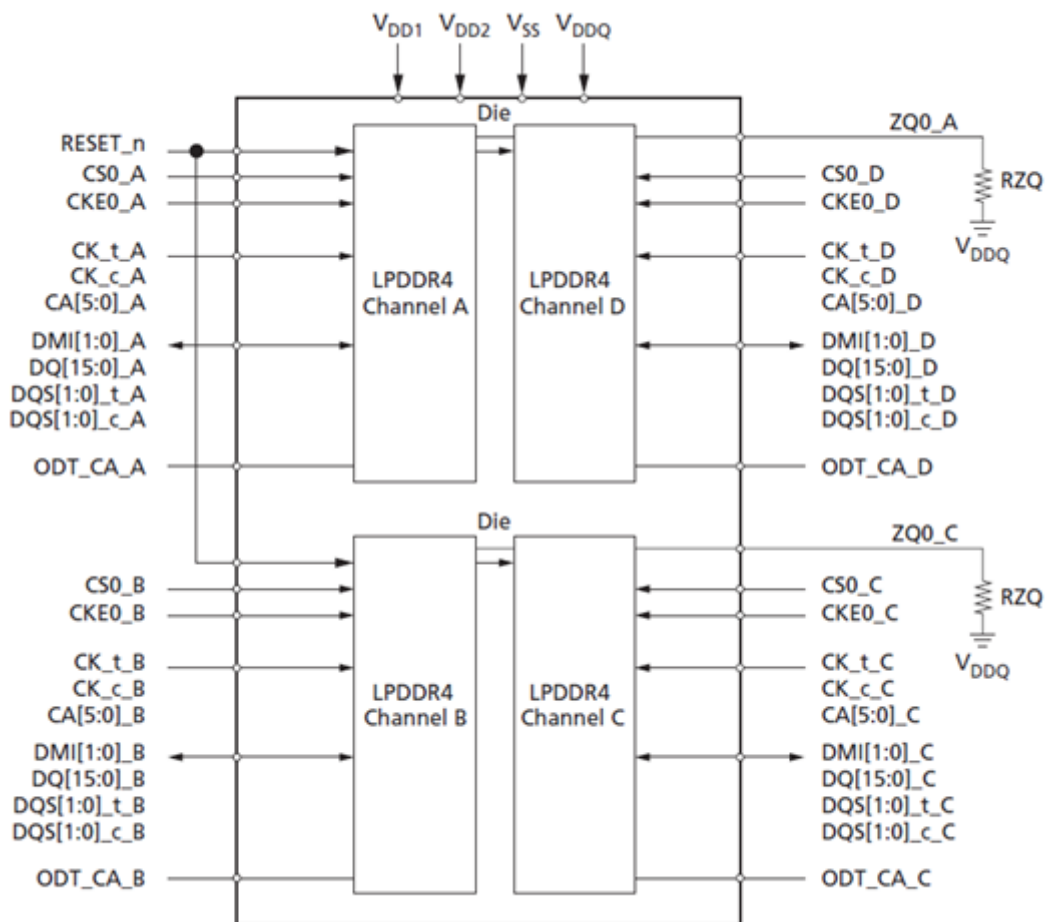 VDD1 VDD2 VSS VDDQ
Die
RESET_n
CS0_A
CKE0_A
CK_t_A
CK_c_A
CA[5:0]_A
DMI[1:0]_A
DQ[15:0]_A
DQS[1:0]_t_A
DQS[1:0]_c_A
ODT_CA_A
LPDDR4
Channel A
LPDDR4
Channel D
ZQ0_A
RZQ
VDDQ
CS0_D
CKE0_D
CK_t_D
CK_c_D
CA[5:0]_D
DMI[1:0]_D
DQ[15:0]_D
DQS[1:0]_t_D
DQS[1:0]_c_D
ODT_CA_D
Die
CS0_B
CKE0_B
CK_t_B
CK_c_B
CA[5:0]_B
DMI[1:0]_B
DQ[15:0]_B
DQS[1:0]_t_B
DQS[1:0]_c_B
ODT_CA_B
LPDDR4
Channel B
LPDDR4
Channel C
ZQ0_C
RZQ
VDDQ
CS0_C
CKE0_C
CK_t_C
CK_c_C
CA[5:0]_C
DMI[1:0]_C
DQ[15:0]_C
DQS[1:0]_t_C
DQS[1:0]_c_C
ODT_CA_C